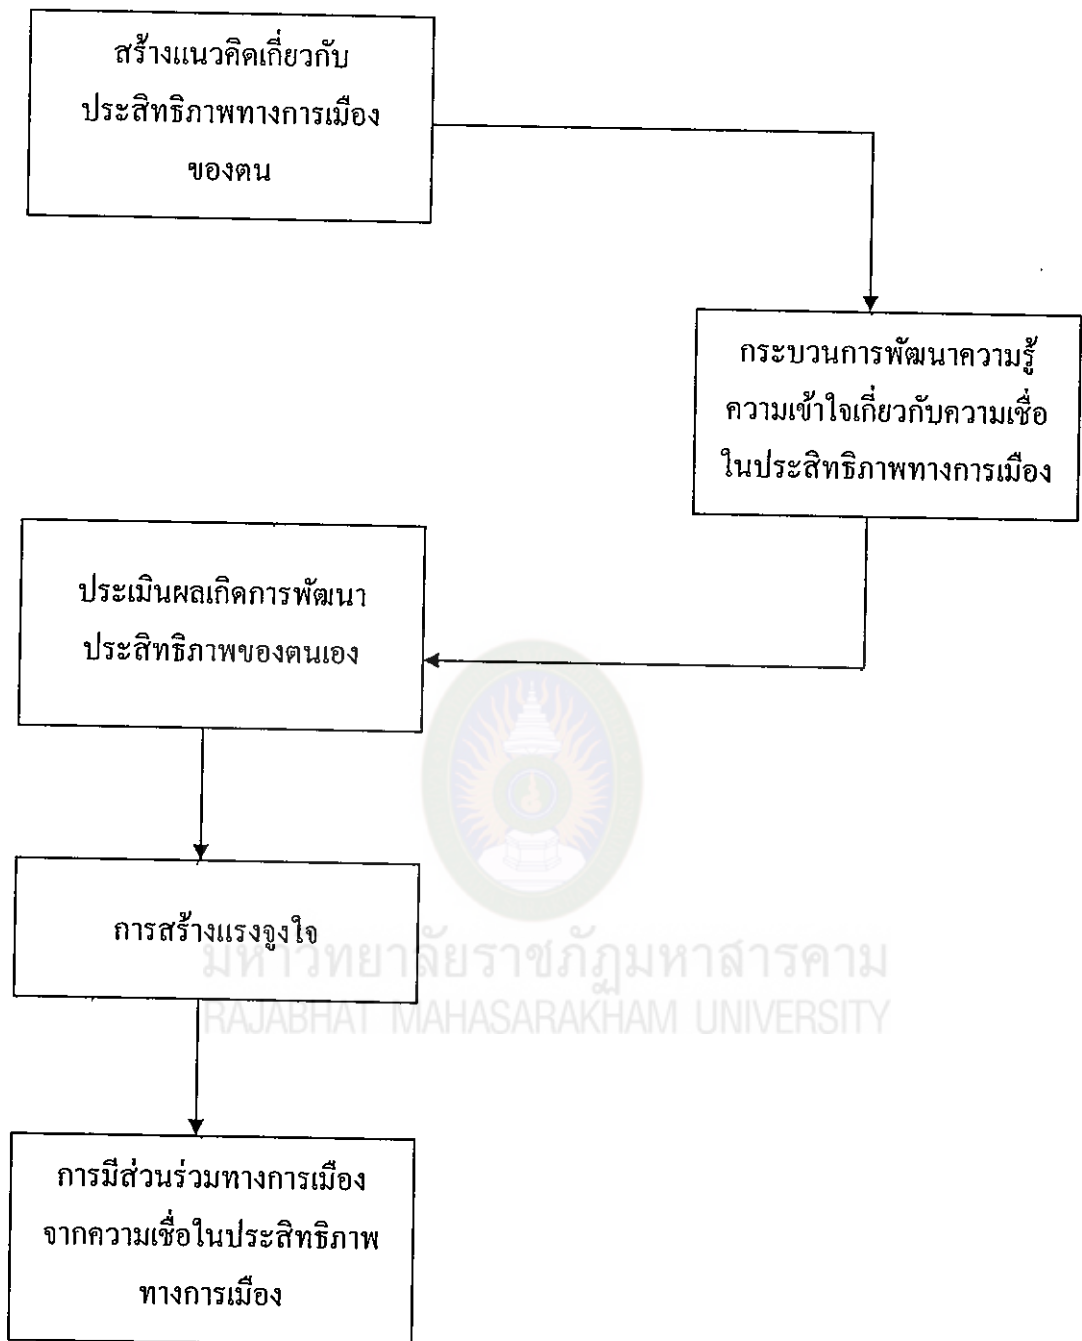 สร้างแนวคิดเกี่ยวกับ
ประสิทธิภาพทางการเมือง
ของตน
กระบวนการพัฒนาความรู้
ความเข้าใจเกี่ยวกับความเชื่อ
ในประสิทธิภาพทางการเมือง
ประเมินผลเกิดการพัฒนา
ประสิทธิภาพของตนเอง
การสร้างแรงจูงใจ
มหาวิทยาลัยราชภัฏมหาสารคาม
RAJABHAT MAHASARAKHAM UNIVERSITY
การมีส่วนร่วมทางการเมือง
จากความเชื่อในประสิทธิภาพ
ทางการเมือง